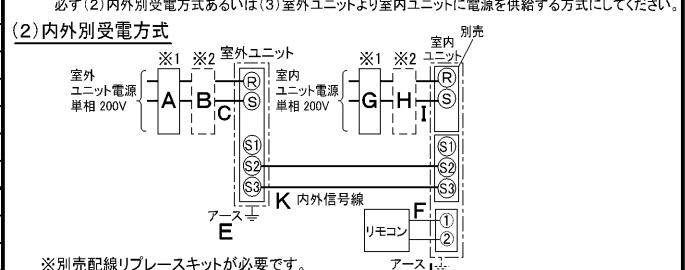 必ず(2)内外別受電方式あるいは(3)室外ユニットより室内ユニットに電源を供給する方式にしてください。
(2)内外別受電方式
※1 ※2 室外ユニット
室外
ユニット電源
単相 200V
A B C
R
S
S1
S2
S3
アース
E
※1 ※2 室内
ユニット
別売
室内
ユニット電源
単相 200V
G H I
R
S
S1
S2
S3
K 内外信号線
F
リモコン
①
②
アース
※別売配線リプレースキットが必要です。